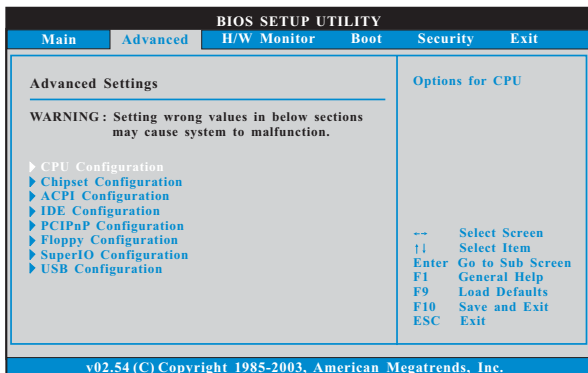 BIOS SETUP UTILITY
Main Advanced H/W Monitor Boot Security Exit
Advanced Settings
WARNING : Setting wrong values in below sections
may cause system to malfunction.
CPU Configuration
Chipset Configuration
ACPI Configuration
IDE Configuration
PCIPnP Configuration
Floppy Configuration
SuperIO Configuration
USB Configuration
Options for CPU
←→ Select Screen
↑↓ Select Item
Enter Go to Sub Screen
F1 General Help
F9 Load Defaults
F10 Save and Exit
ESC Exit
v02.54 (C) Copyright 1985-2003, American Megatrends, Inc.